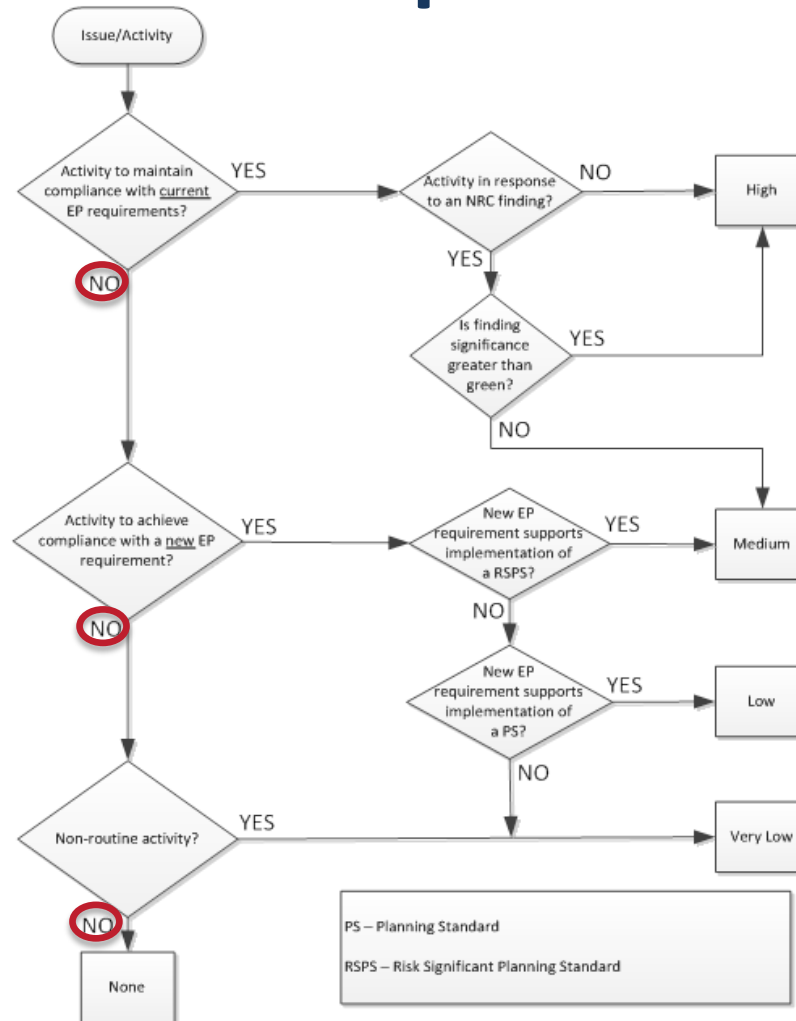 Issue/Activity
Activity to maintain
compliance with current
EP requirements?
YES
Activity in response
to an NRC finding?
NO
High
NO
YES
Is finding
significance
greater than
green?
YES
NO
Activity to achieve
compliance with a new EP
requirement?
YES
New EP
requirement supports
implementation of
a RSPS?
YES
Medium
NO
NO
New EP
requirement supports
implementation of
a PS?
YES
Low
NO
Non-routine activity?
YES
Very Low
NO
None
PS – Planning Standard
RSPS – Risk Significant Planning Standard